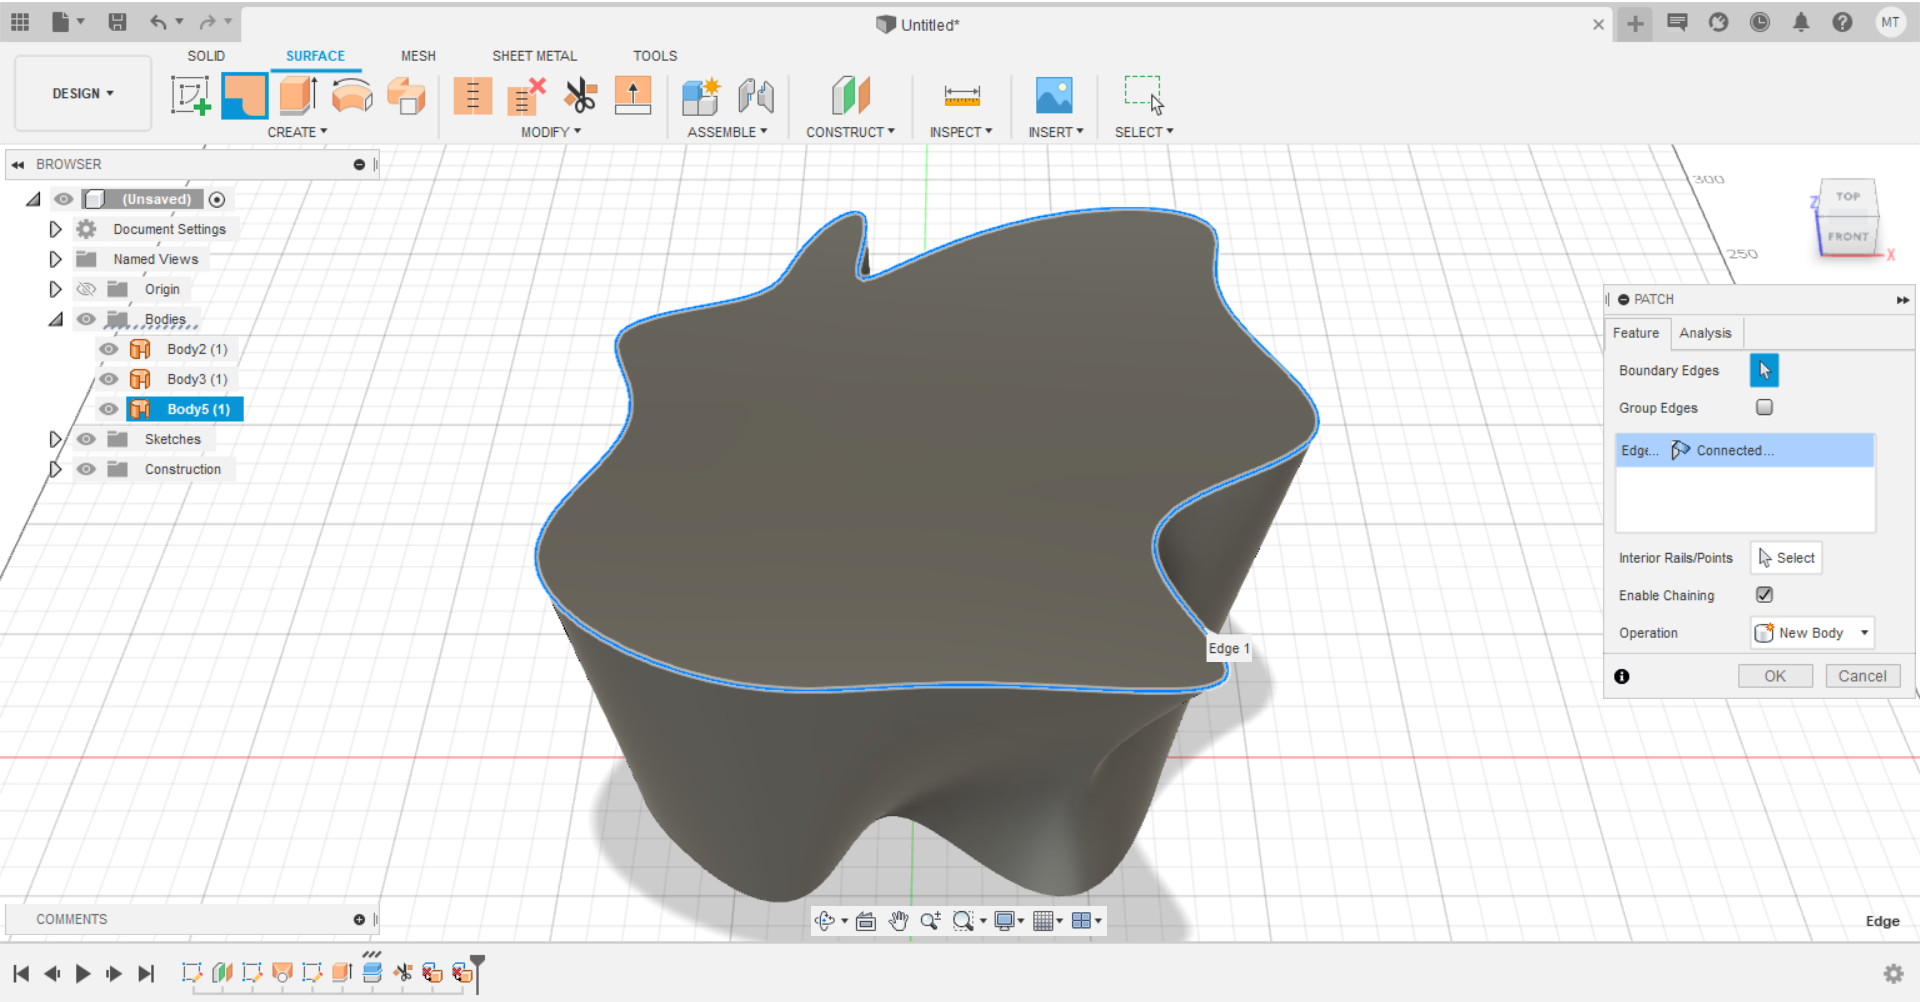 Untitled*
MT
SOLID SURFACE MESH SHEET METAL TOOLS
DESIGN
CREATE MODIFY ASSEMBLE CONSTRUCT INSPECT INSERT SELECT
BROWSER
(Unsaved)
Document Settings
Named Views
Origin
Bodies
Body2 (1)
Body3 (1)
Body5 (1)
Sketches
Construction
300
250
TOP
FRONT
Z
X
PATCH
Feature Analysis
Boundary Edges
Group Edges
Edge... Connected...
Interior Rails/Points Select
Enable Chaining
Operation New Body
OK Cancel
Edge 1
COMMENTS
Edge